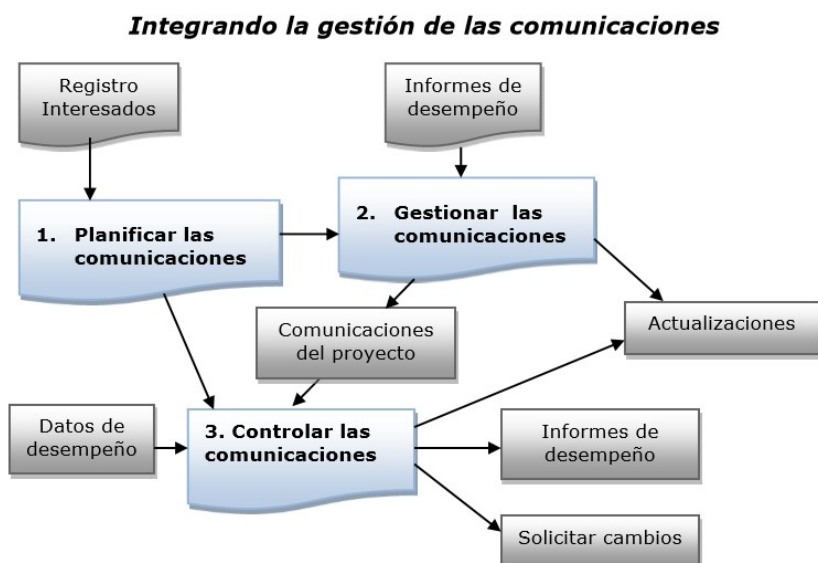 Integrando la gestión de las comunicaciones
Registro
Interesados
Informes de
desempeño
1. Planificar las
comunicaciones
2. Gestionar las
comunicaciones
Comunicaciones
del proyecto
Actualizaciones
Datos de
desempeño
3. Controlar las
comunicaciones
Informes de
desempeño
Solicitar cambios